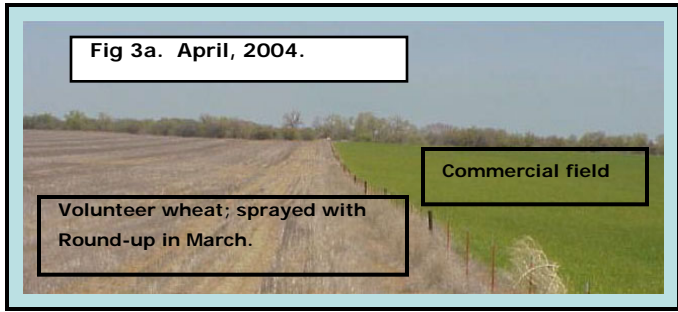 Fig 3a. April, 2004.
Commercial field
Volunteer wheat; sprayed with
Round-up in March.